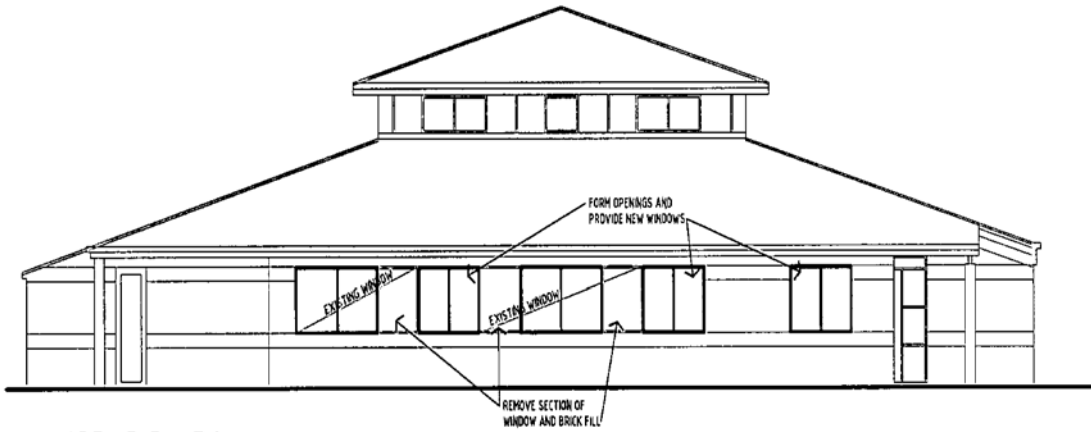 FORM OPENINGS AND
PROVIDE NEW WINDOWS
EXISTING WINDOW
EXISTING WINDOW
REMOVE SECTION OF
WINDOW AND BRICK FILL